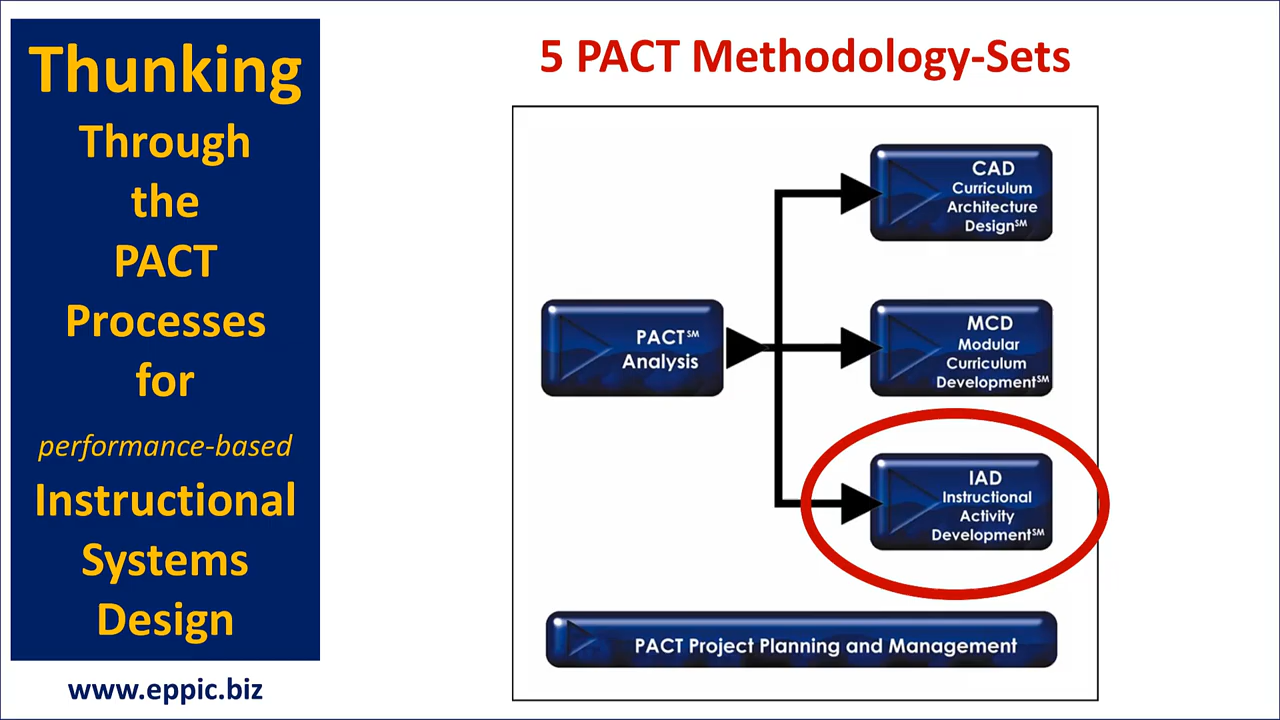 Thunking
Through
the
PACT
Processes
for
performance-based
Instructional
Systems
Design
www.eppic.biz
5 PACT Methodology-Sets
CAD
Curriculum
Architecture
Design℠
PACT℠
Analysis
MCD
Modular
Curriculum
Development℠
IAD
Instructional
Activity
Development℠
PACT Project Planning and Management